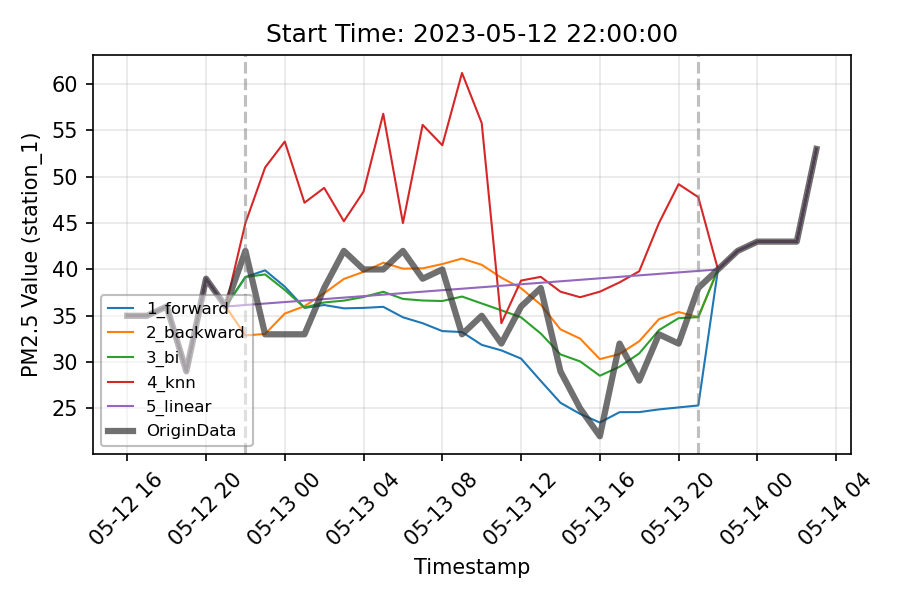 Start Time: 2023-05-12 22:00:00
PM2.5 Value (station_1)
60
55
50
45
40
35
30
25
1_forward
2_backward
3_bi
4_knn
5_linear
OriginData
05-12 16
05-12 20
05-13 00
05-13 04
05-13 08
05-13 12
05-13 16
05-13 20
05-14 00
05-14 04
Timestamp